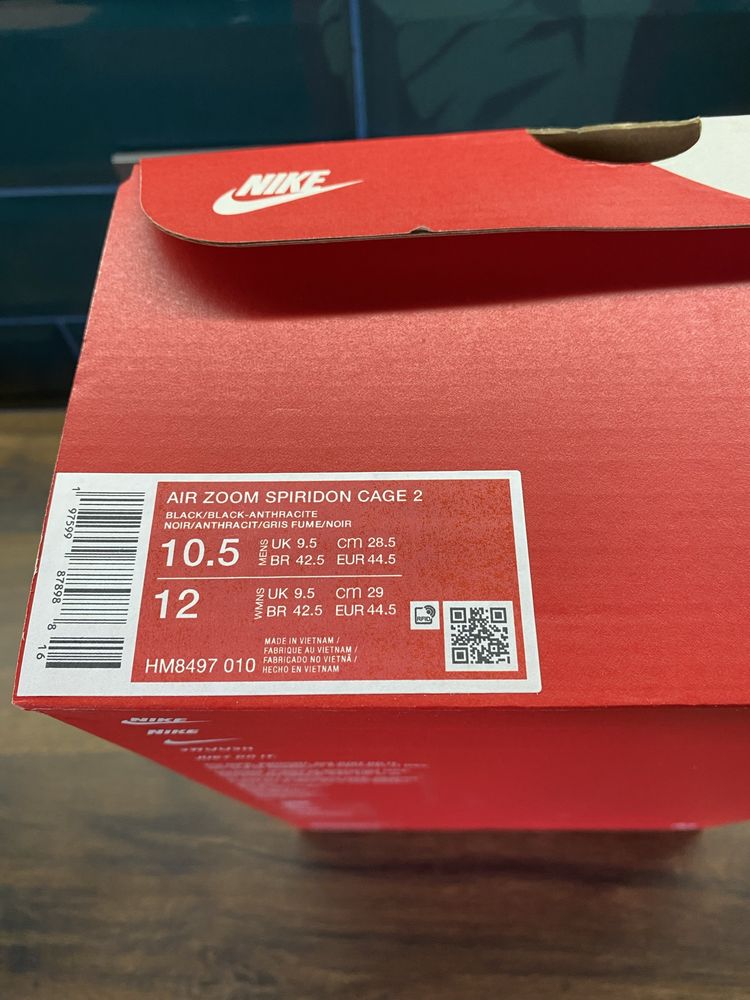 NIKE
AIR ZOOM SPIRIDON CAGE 2
BLACK/BLACK-ANTHRACITE
NOIR/ANTHRACIT/GRIS FUME/NOIR
10.5 MENS UK 9.5 CM 28.5
BR 42.5 EUR 44.5
12 WMNS UK 9.5 CM 29
BR 42.5 EUR 44.5
RFID
MADE IN VIETNAM /
FABRIQUE AU VIETNAM /
FABRICADO NO VIETNÃ /
HECHO EN VIETNAM
HM8497 010
1 97599 87898 8 16
NIKE
NIKE
JUST DO IT.